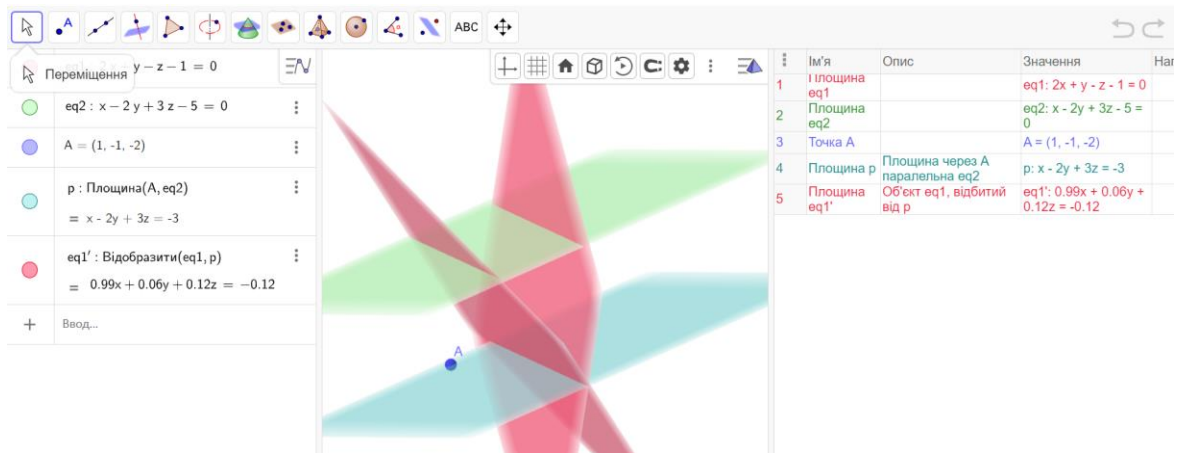 A
ABC
Переміщення
y − z − 1 = 0
eq2 : x − 2 y + 3 z − 5 = 0
A = (1, -1, -2)
p : Площина(A, eq2)
= x - 2y + 3z = -3
eq1′ : Відобразити(eq1, p)
= 0.99x + 0.06y + 0.12z = −0.12
+ Ввод...
A
Ім'я Опис Значення Наг
1 Площина eq1: 2x + y - z - 1 = 0
eq1
2 Площина eq2: x - 2y + 3z =
eq2 0
3 Точка A A = (1, -1, -2)
4 Площина p Площина через A p: x - 2y + 3z = -3
паралельна eq2
5 Площина Об'єкт eq1, відбитий eq1': 0.99x + 0.06y +
eq1' від p 0.12z = -0.12